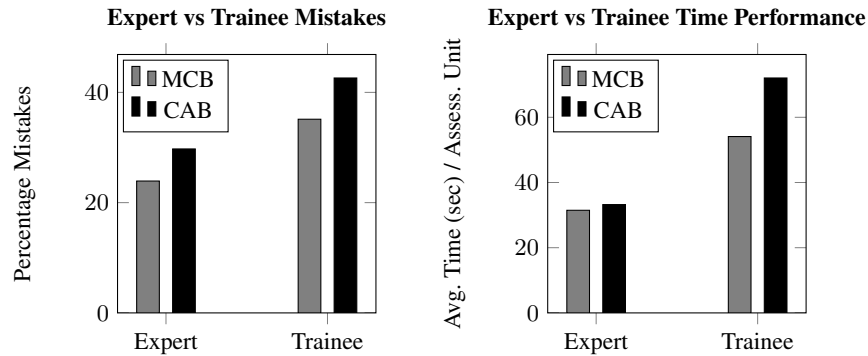 Expert vs Trainee Mistakes
Percentage Mistakes
40
20
0
MCB
CAB
Expert Trainee
Expert vs Trainee Time Performance
Avg. Time (sec) / Assess. Unit
60
40
20
0
MCB
CAB
Expert Trainee